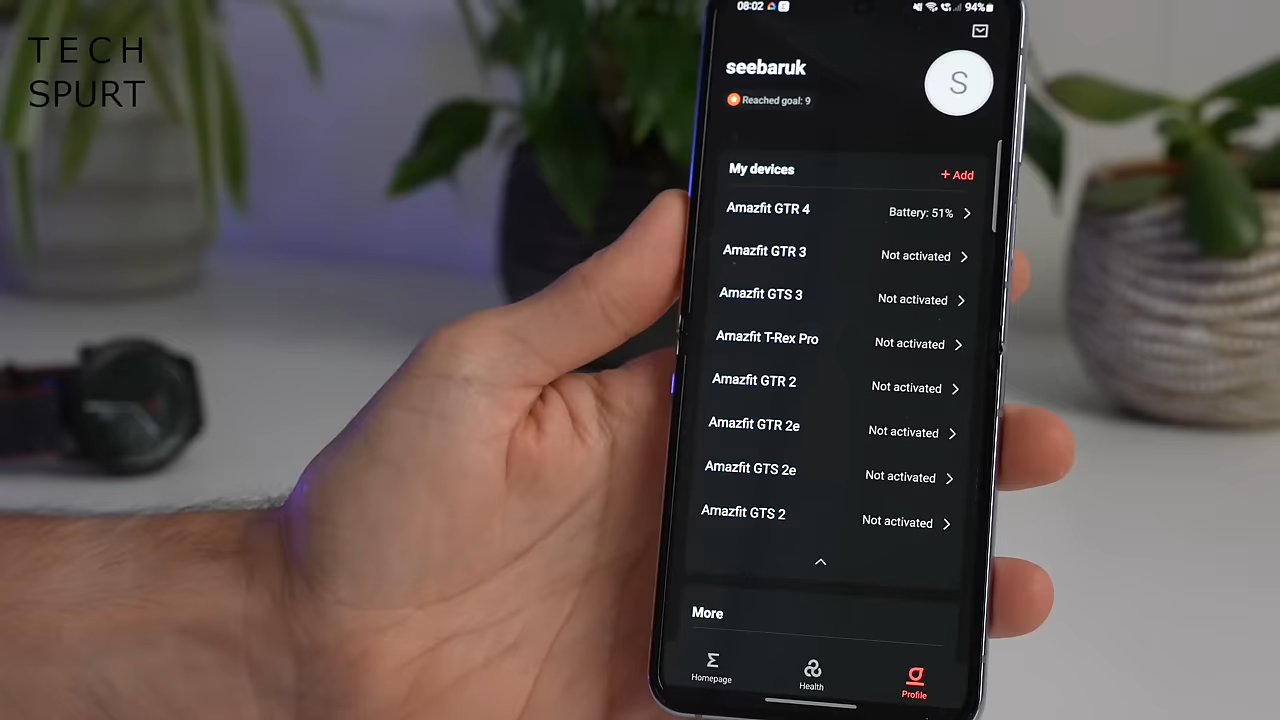 TECH
SPURT
08:02
94%
seebaruk
S
Reached goal: 9
My devices
+ Add
Amazfit GTR 4 Battery: 51%
Amazfit GTR 3 Not activated
Amazfit GTS 3 Not activated
Amazfit T-Rex Pro Not activated
Amazfit GTR 2 Not activated
Amazfit GTR 2e Not activated
Amazfit GTS 2e Not activated
Amazfit GTS 2 Not activated
More
Homepage
Health
Profile